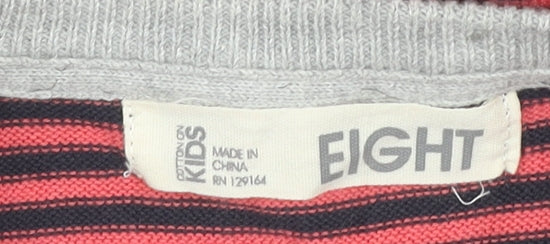 COTTON ON
KIDS
MADE IN
CHINA
RN 129164
EIGHT